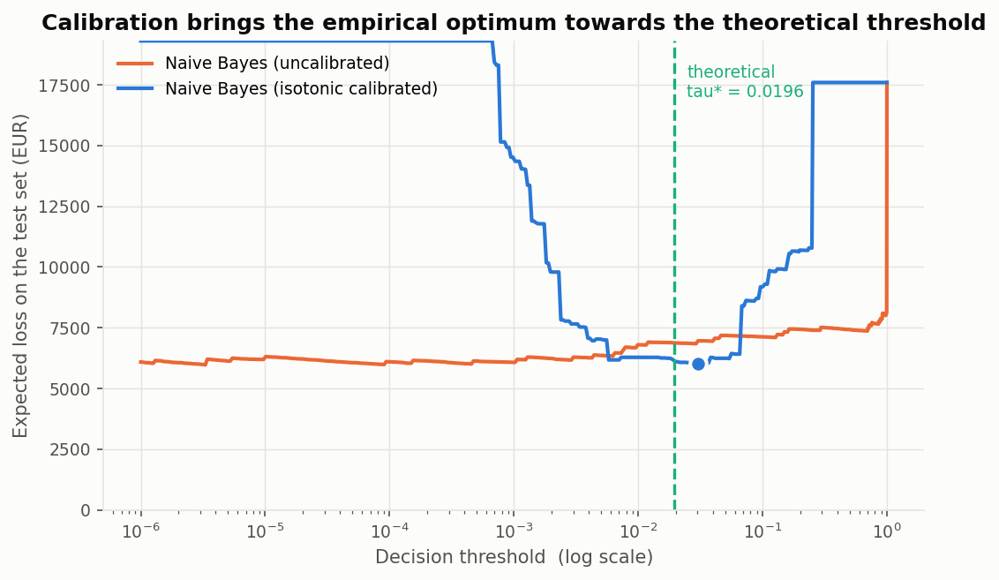 Calibration brings the empirical optimum towards the theoretical threshold
Naive Bayes (uncalibrated)
Naive Bayes (isotonic calibrated)
theoretical
tau* = 0.0196
Expected loss on the test set (EUR)
17500
15000
12500
10000
7500
5000
2500
0
10⁻⁶ 10⁻⁵ 10⁻⁴ 10⁻³ 10⁻² 10⁻¹ 10⁰
Decision threshold (log scale)